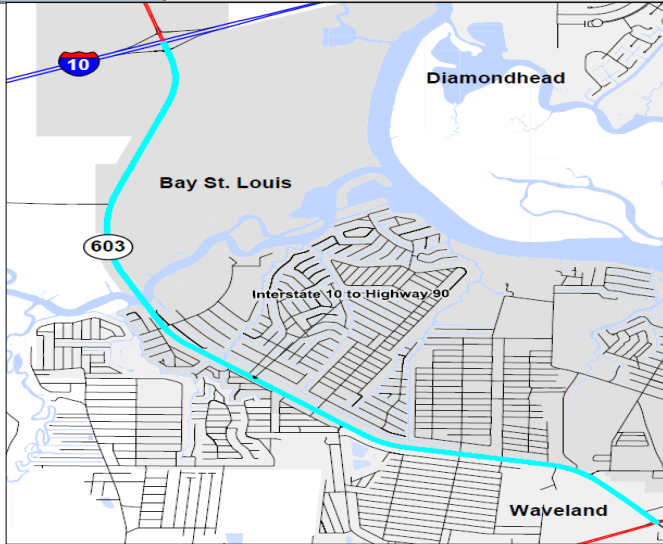 10
Diamondhead
Bay St. Louis
603
Interstate 10 to Highway 90
Waveland